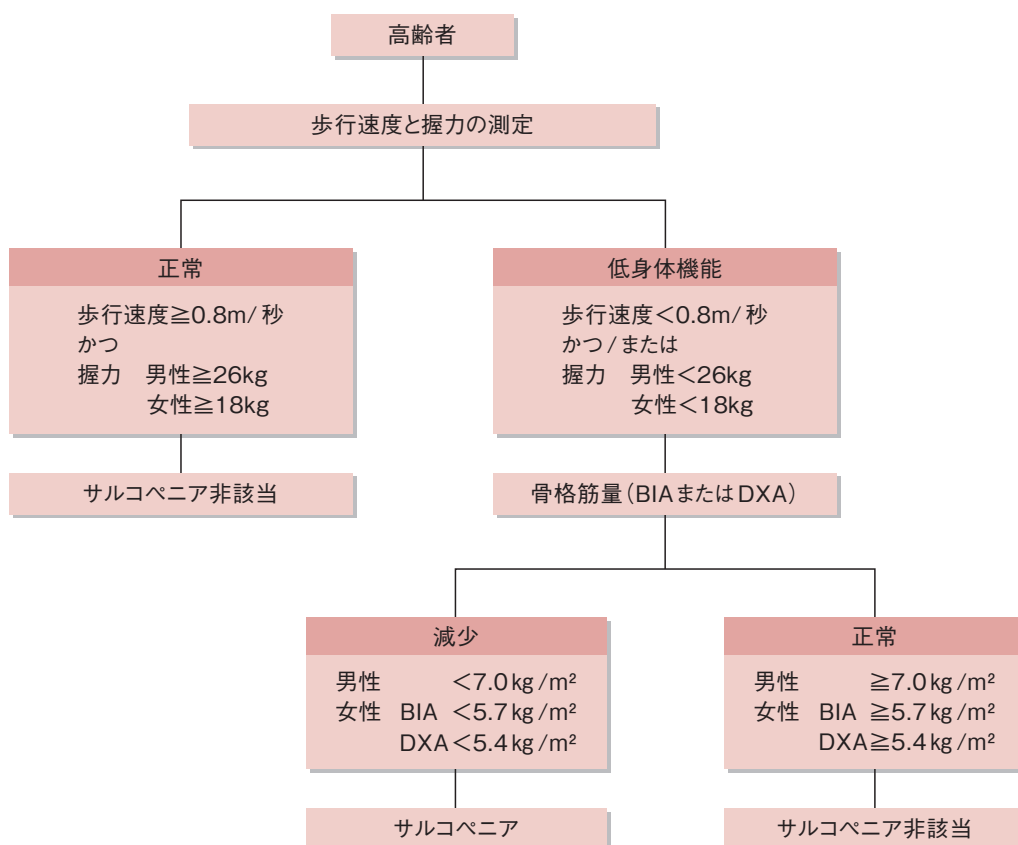 高齢者
歩行速度と握力の測定
正常
歩行速度≧0.8m/秒
かつ
握力 男性≧26kg
女性≧18kg
サルコペニア非該当
低身体機能
歩行速度<0.8m/秒
かつ/または
握力 男性<26kg
女性<18kg
骨格筋量(BIAまたはDXA)
減少
男性 <7.0kg/m²
女性 BIA <5.7kg/m²
DXA<5.4kg/m²
サルコペニア
正常
男性 ≧7.0kg/m²
女性 BIA ≧5.7kg/m²
DXA≧5.4kg/m²
サルコペニア非該当